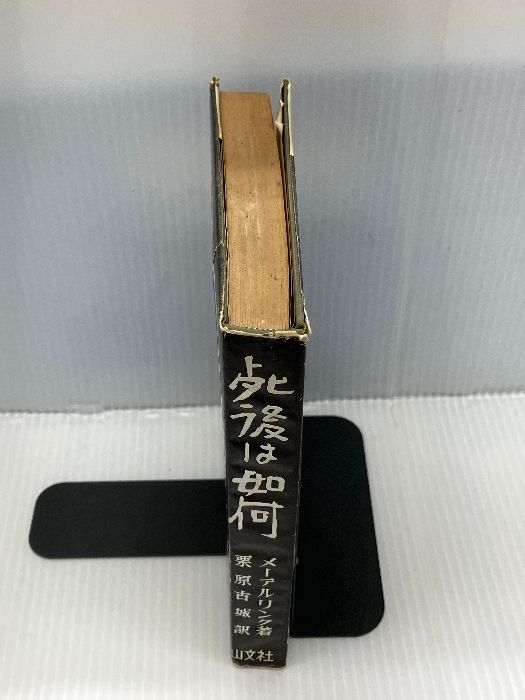 死後は如何
メーテルリンク著
栗原古城訳
山文社